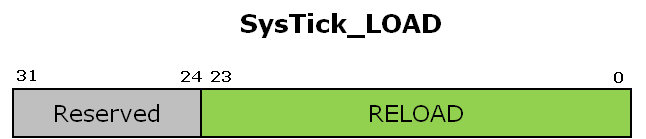 SysTick_LOAD
31 24 23 0
Reserved RELOAD